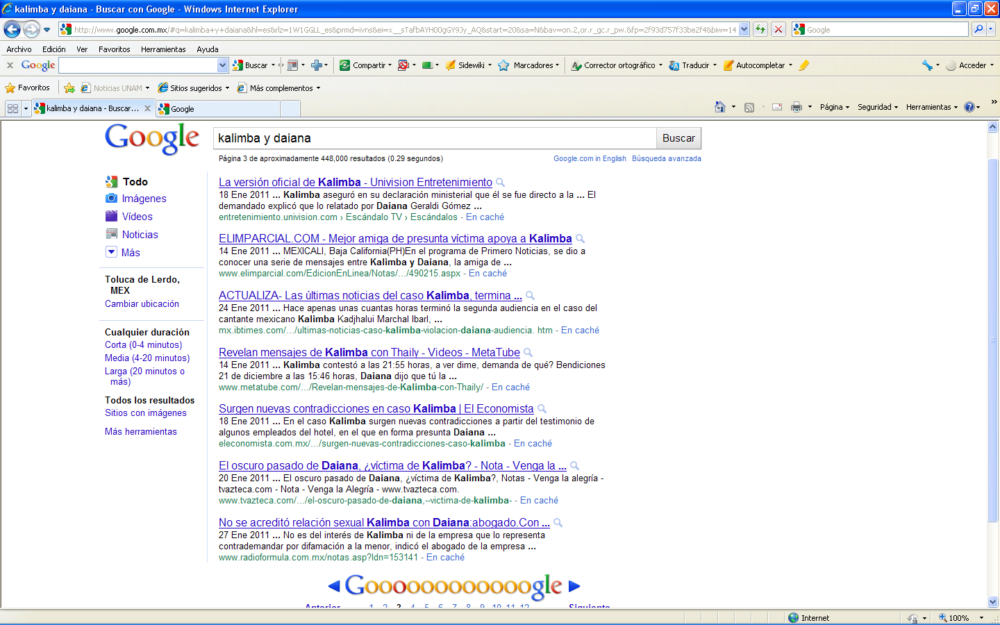 kalimba y daiana - Buscar con Google - Windows Internet Explorer
http://www.google.com.mx/#q=kalimba+y+daiana&hl=es&rlz=1W1GGLL_es&prmd=ivns&ei=x__sTafbAYH00gGY9Jy_AQ&start=20&sa=N&bav=on.2,or.r_gc.r_pw.&fp=2f93d757f33be2f4&biw=14 Google
Archivo Edición Ver Favoritos Herramientas Ayuda
x Google Buscar Compartir Sidewiki Marcadores Corrector ortográfico Traducir Autocompletar Acceder
Favoritos Noticias UNAM Sitios sugeridos Más complementos
kalimba y daiana - Buscar... Google Página Seguridad Herramientas
Google kalimba y daiana Buscar
Página 3 de aproximadamente 448,000 resultados (0.29 segundos) Google.com in English Búsqueda avanzada
Todo
Imágenes
Vídeos
Noticias
Más
Toluca de Lerdo,
MEX
Cambiar ubicación
Cualquier duración
Corta (0-4 minutos)
Media (4-20 minutos)
Larga (20 minutos o
más)
Todos los resultados
Sitios con imágenes
Más herramientas
La versión oficial de Kalimba - Univision Entretenimiento
18 Ene 2011 ... Kalimba aseguró en su declaración ministerial que él se fue directo a la ... El
demandado explicó que lo relatado por Daiana Geraldi Gómez ...
entretenimiento.univision.com › Escándalo TV › Escándalos - En caché
ELIMPARCIAL.COM - Mejor amiga de presunta víctima apoya a Kalimba
14 Ene 2011 ... MEXICALI, Baja California(PH)En el programa de Primero Noticias, se dio a
conocer una serie de mensajes entre Kalimba y Daiana, la amiga de ...
www.elimparcial.com/EdicionEnLinea/Notas/.../490215.aspx - En caché
ACTUALIZA- Las últimas noticias del caso Kalimba, termina ...
24 Ene 2011 ... Hace apenas unas cuantas horas terminó la segunda audiencia en el caso del
cantante mexicano Kalimba Kadjhalui Marchal Ibarl, ...
mx.ibtimes.com/.../ultimas-noticias-caso-kalimba-violacion-daiana-audiencia. htm - En caché
Revelan mensajes de Kalimba con Thaily - Videos - MetaTube
14 Ene 2011 ... Kalimba contestó a las 21:55 horas, a ver dime, demanda de qué? Bendiciones
21 de diciembre a las 15:46 horas, Daiana dijo que tú la ...
www.metatube.com/.../Revelan-mensajes-de-Kalimba-con-Thaily/ - En caché
Surgen nuevas contradicciones en caso Kalimba | El Economista
18 Ene 2011 ... En el caso Kalimba surgen nuevas contradicciones a partir del testimonio de
algunos empleados del hotel, en el que en forma presunta Daiana ...
eleconomista.com.mx/.../surgen-nuevas-contradicciones-caso-kalimba - En caché
El oscuro pasado de Daiana, ¿víctima de Kalimba? - Nota - Venga la ...
20 Ene 2011 ... El oscuro pasado de Daiana, ¿víctima de Kalimba?, Notas - Venga la alegría -
tvazteca.com - Nota - Venga la Alegría - www.tvazteca.com.
www.tvazteca.com/.../el-oscuro-pasado-de-daiana,--victima-de-kalimba- - En caché
No se acreditó relación sexual Kalimba con Daiana:abogado.Con ...
27 Ene 2011 ... No es del interés de Kalimba ni de la empresa que lo representa
contrademandar por difamación a la menor, indicó el abogado de la empresa ...
www.radioformula.com.mx/notas.asp?Idn=153141 - En caché
Goooooooooooogle
Anterior 1 2 3 4 5 6 7 8 9 10 11 12 Siguiente
Internet 100%